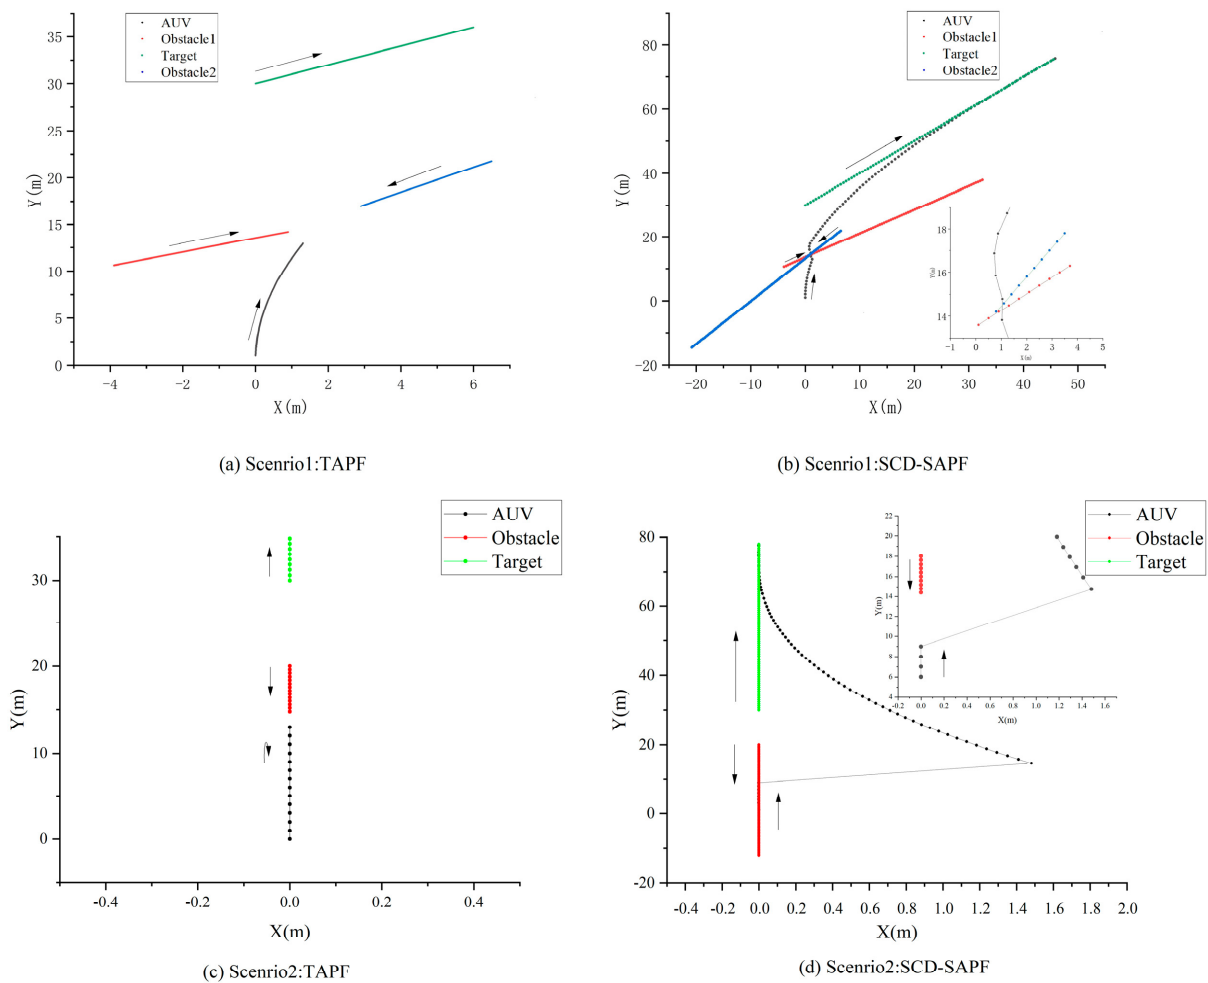 AUV
Obstacle1
Target
Obstacle2
35
30
25
20
15
10
5
0
Y(m)
-4
-2
0
2
4
6
X(m)
(a) Scenrio1:TAPF
AUV
Obstacle1
Target
Obstacle2
80
60
40
20
0
-20
Y(m)
-20
-10
0
10
20
30
40
50
X(m)
18
16
14
Y(m)
-1
0
1
2
3
4
5
X(m)
(b) Scenrio1:SCD-SAPF
AUV
Obstacle
Target
30
20
10
0
Y(m)
-0.4
-0.2
0.0
0.2
0.4
X(m)
(c) Scenrio2:TAPF
AUV
Obstacle
Target
80
60
40
20
0
-20
Y(m)
-0.4
-0.2
0.0
0.2
0.4
0.6
0.8
1.0
1.2
1.4
1.6
1.8
2.0
X(m)
22
20
18
16
14
12
10
8
6
4
Y(m)
-0.2
0.0
0.2
0.4
0.6
0.8
1.0
1.2
1.4
1.6
X(m)
(d) Scenrio2:SCD-SAPF